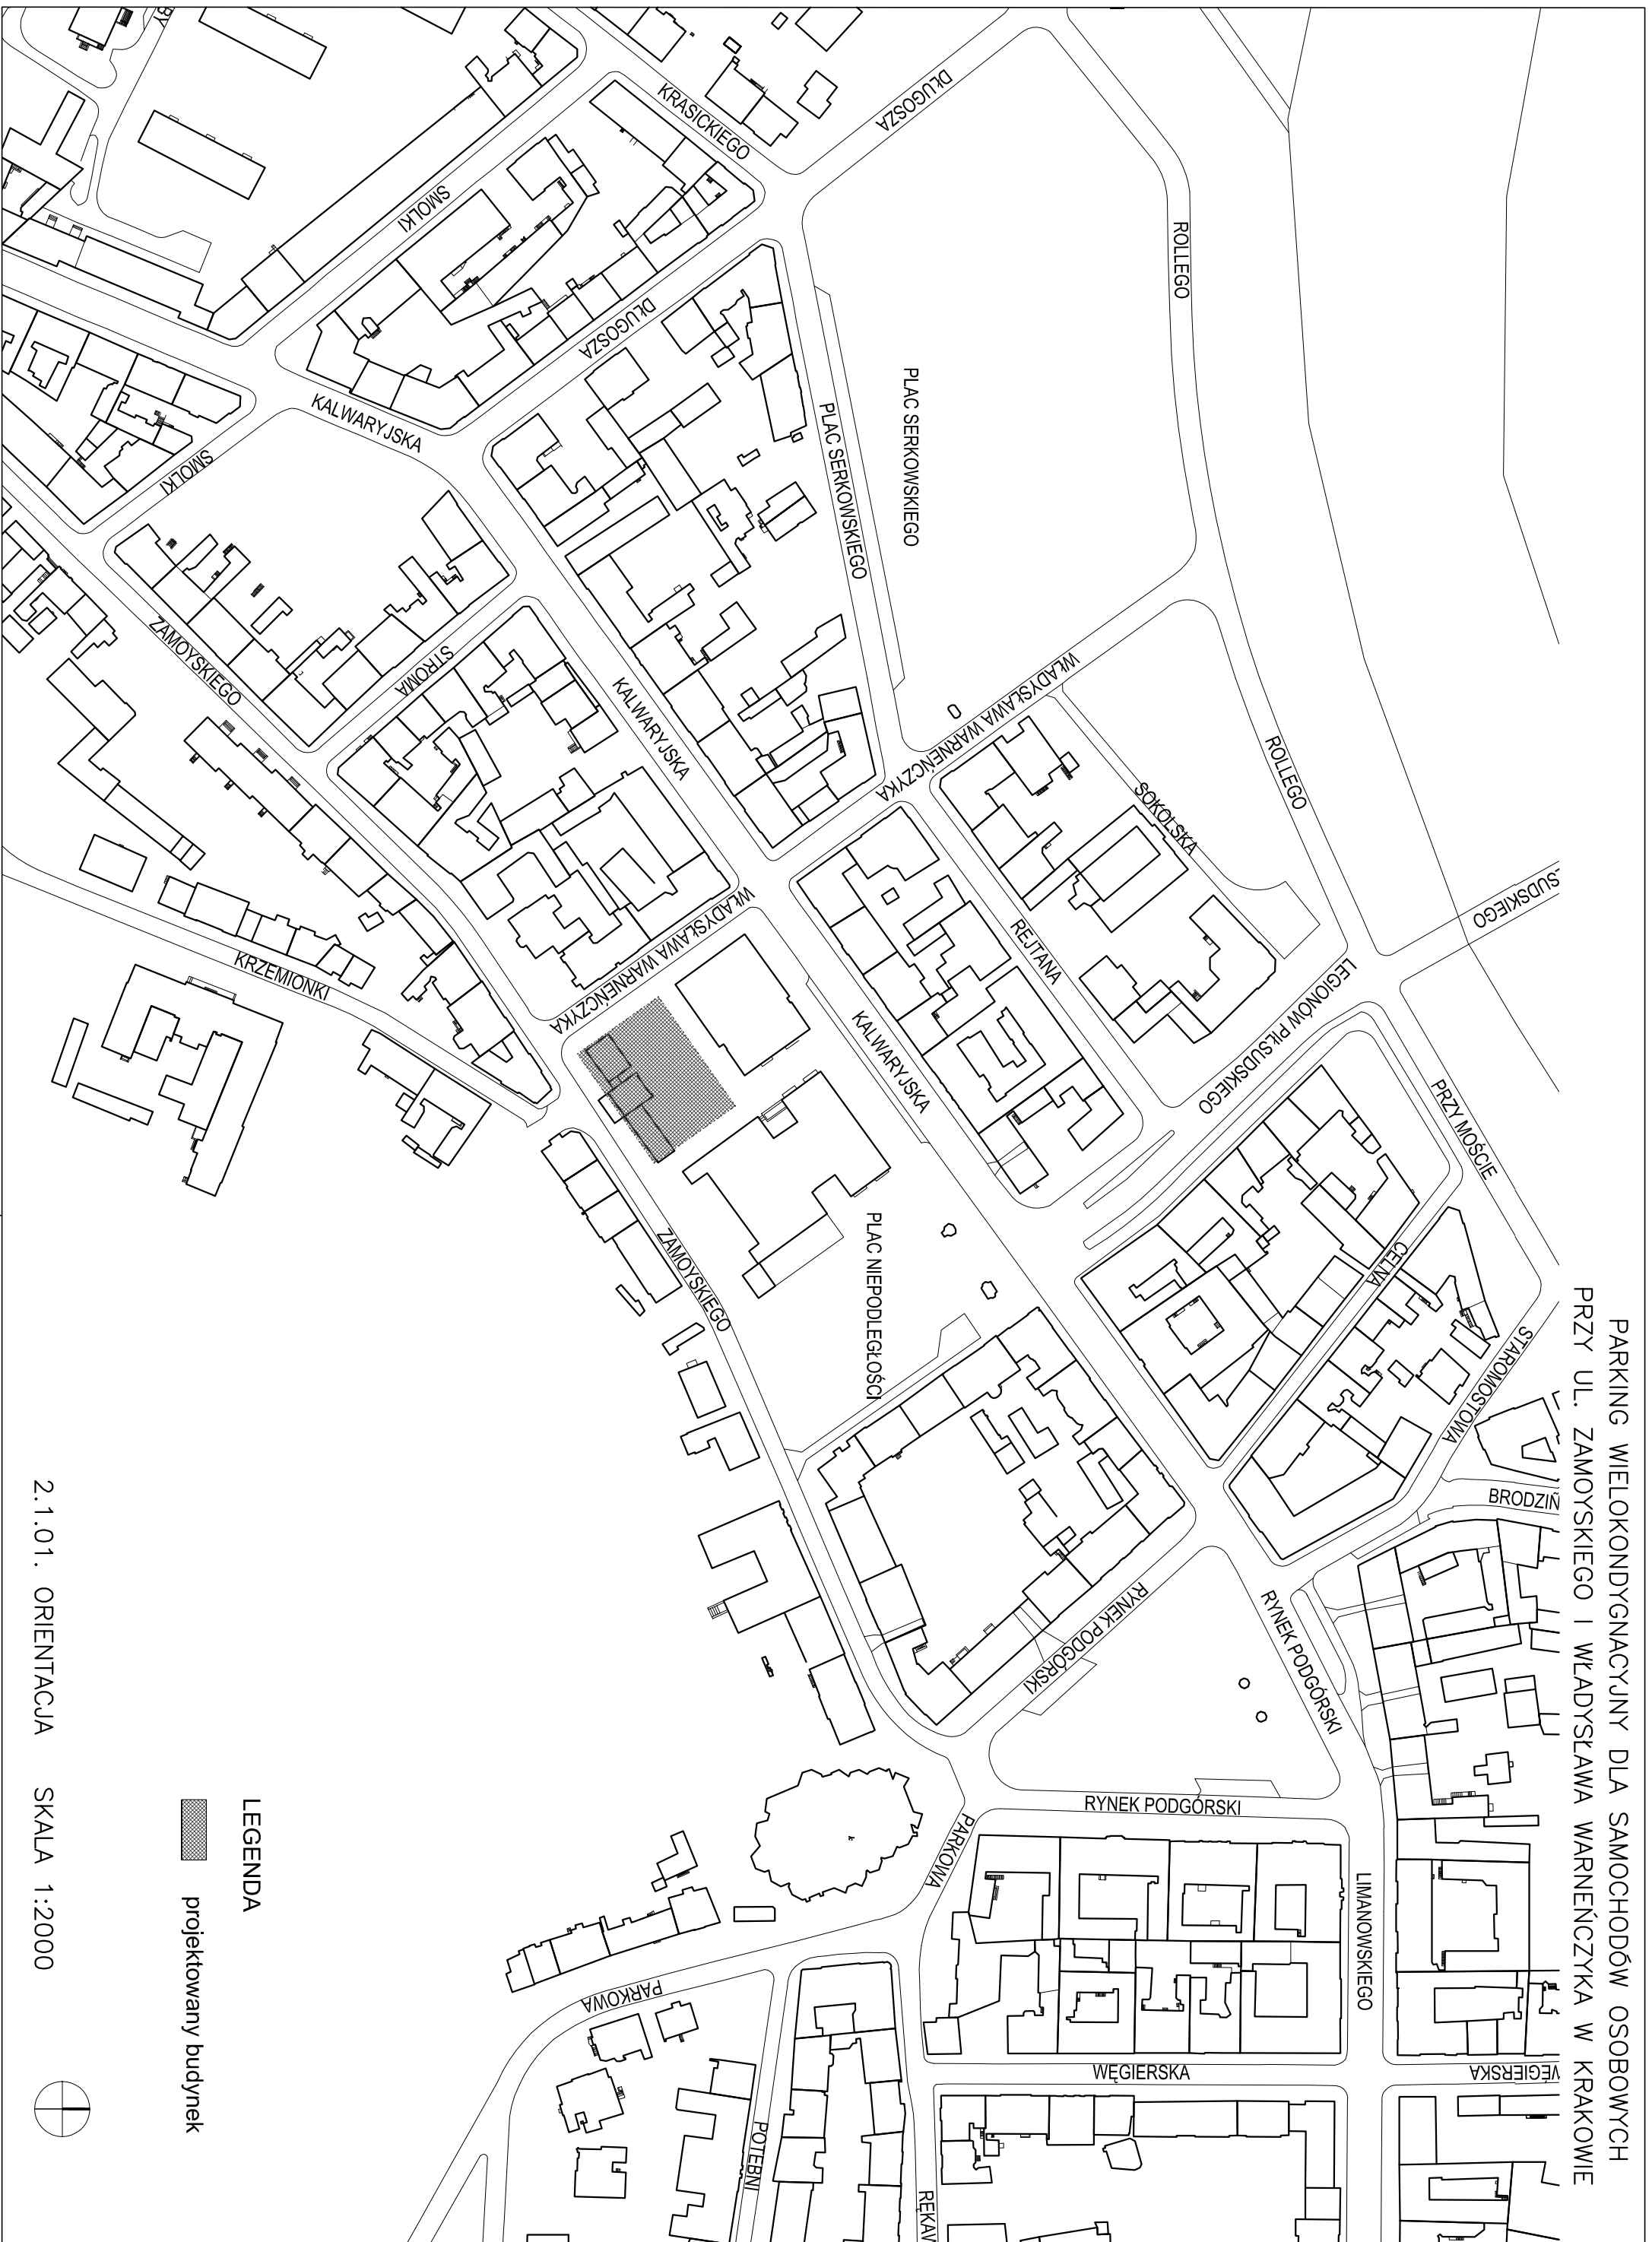 PARKING WIELOKONDYGNACYJNY DLA SAMOCHODÓW OSOBOWYCH
PRZY UL. ZAMOYSKIEGO I WŁADYSŁAWA WARNEŃCZYKA W KRAKOWIE
DŁUGOSZA
KRASICKIEGO
SMOLKI
ROLLEGO
DŁUGOSZA
PLAC SERKOWSKIEGO
PLAC SERKOWSKIEGO
KALWARYJSKA
SMOLKI
ZAMOYSKIEGO
STROMA
KALWARYJSKA
WŁADYSŁAWA WARNEŃCZYKA
ROLLEGO
SOKOLSKA
SUDSKIEGO
WŁADYSŁAWA WARNEŃCZYKA
REJTANA
KRZEMIONKI
LEGIONÓW PIŁSUDSKIEGO
KALWARYJSKA
PRZY MOŚCIE
ZAMOYSKIEGO
PLAC NIEPODLEGŁOŚCI
CELNA
STAROMOSTOWA
BRODZIŃ
RYNEK PODGÓRSKI
RYNEK PODGÓRSKI
RYNEK PODGÓRSKI
PARKOWA
LIMANOWSKIEGO
PARKOWA
WĘGIERSKA
WĘGIERSKA
POTEBNI
RĘKAW
LEGENDA
projektowany budynek
2.1.01. ORIENTACJA SKALA 1:2000